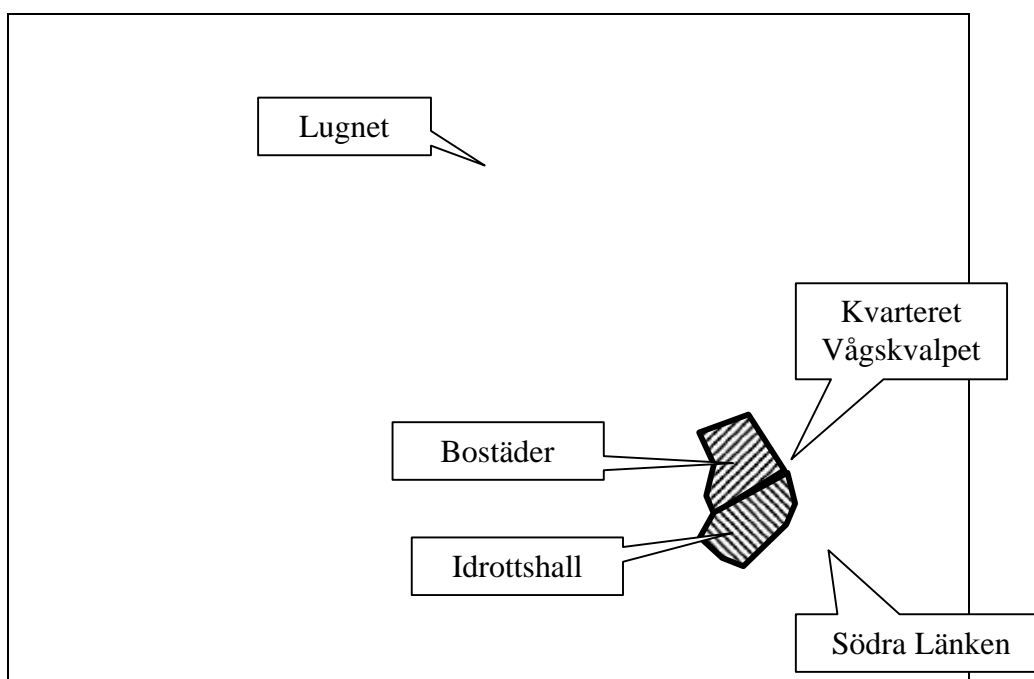 Lugnet
Kvarteret
Vågskvalpet
Bostäder
Idrottshall
Södra Länken